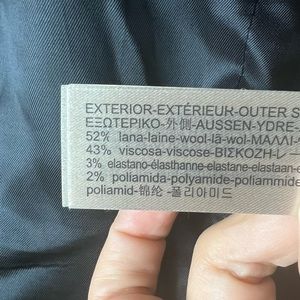 EXTERIOR-EXTÉRIEUR-OUTER S
ΕΞΩΤΕΡΙΚΟ-外側-AUSSEN-YDRE-
52% lana-laine-wool-lã-wol-ΜΑΛΛΙ-
43% viscosa-viscose-ΒΙΣΚΟΖΗ-L
3% elastano-élasthanne-elastane-elastaan-e
2% poliamida-polyamide-poliammide
poliamid-锦纶-폴리아미드